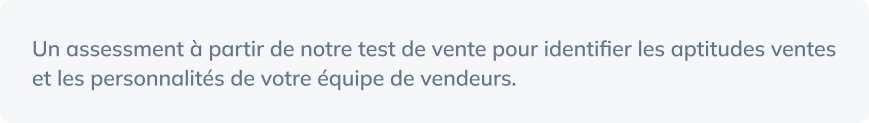 Un assessment à partir de notre test de vente pour identifier les aptitudes ventes
et les personnalités de votre équipe de vendeurs.